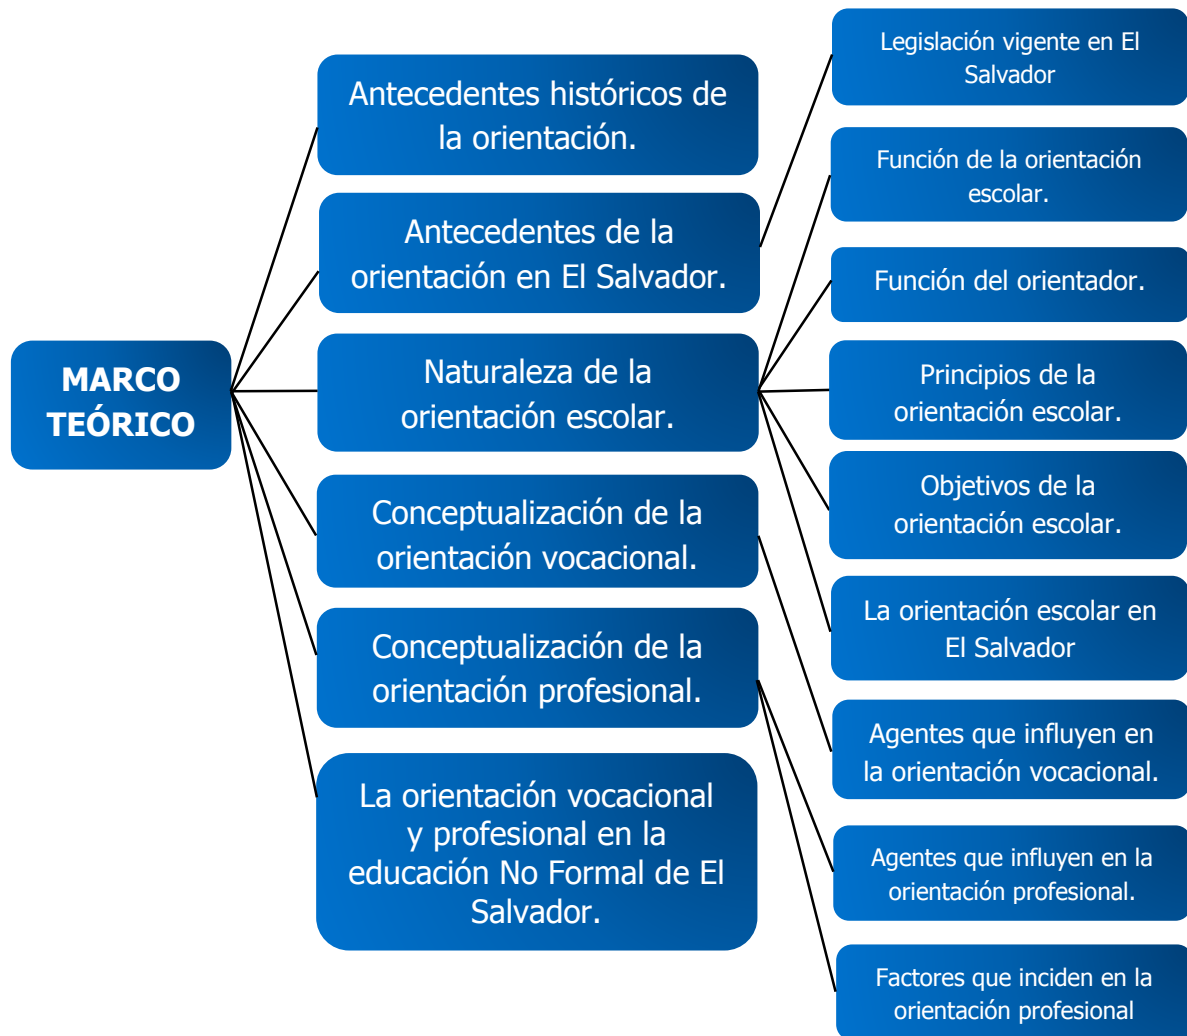 MARCO
TEÓRICO
Antecedentes históricos de
la orientación.
Antecedentes de la
orientación en El Salvador.
Naturaleza de la
orientación escolar.
Conceptualización de la
orientación vocacional.
Conceptualización de la
orientación profesional.
La orientación vocacional
y profesional en la
educación No Formal de El
Salvador.
Legislación vigente en El
Salvador
Función de la orientación
escolar.
Función del orientador.
Principios de la
orientación escolar.
Objetivos de la
orientación escolar.
La orientación escolar en
El Salvador
Agentes que influyen en
la orientación vocacional.
Agentes que influyen en la
orientación profesional.
Factores que inciden en la
orientación profesional